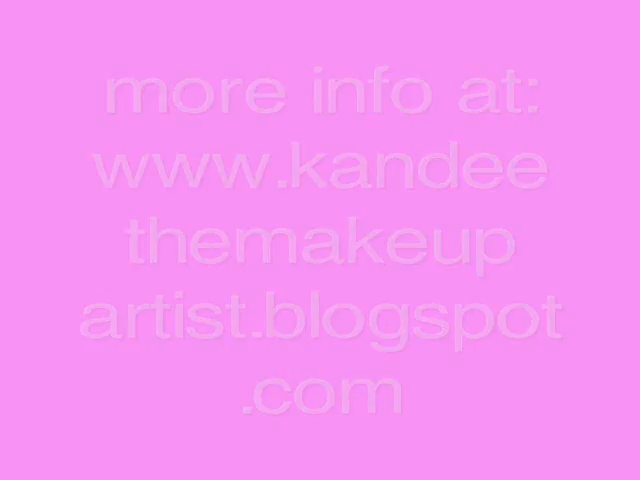 more info at:
www.kandee
themakeup
artist.blogspot
.com